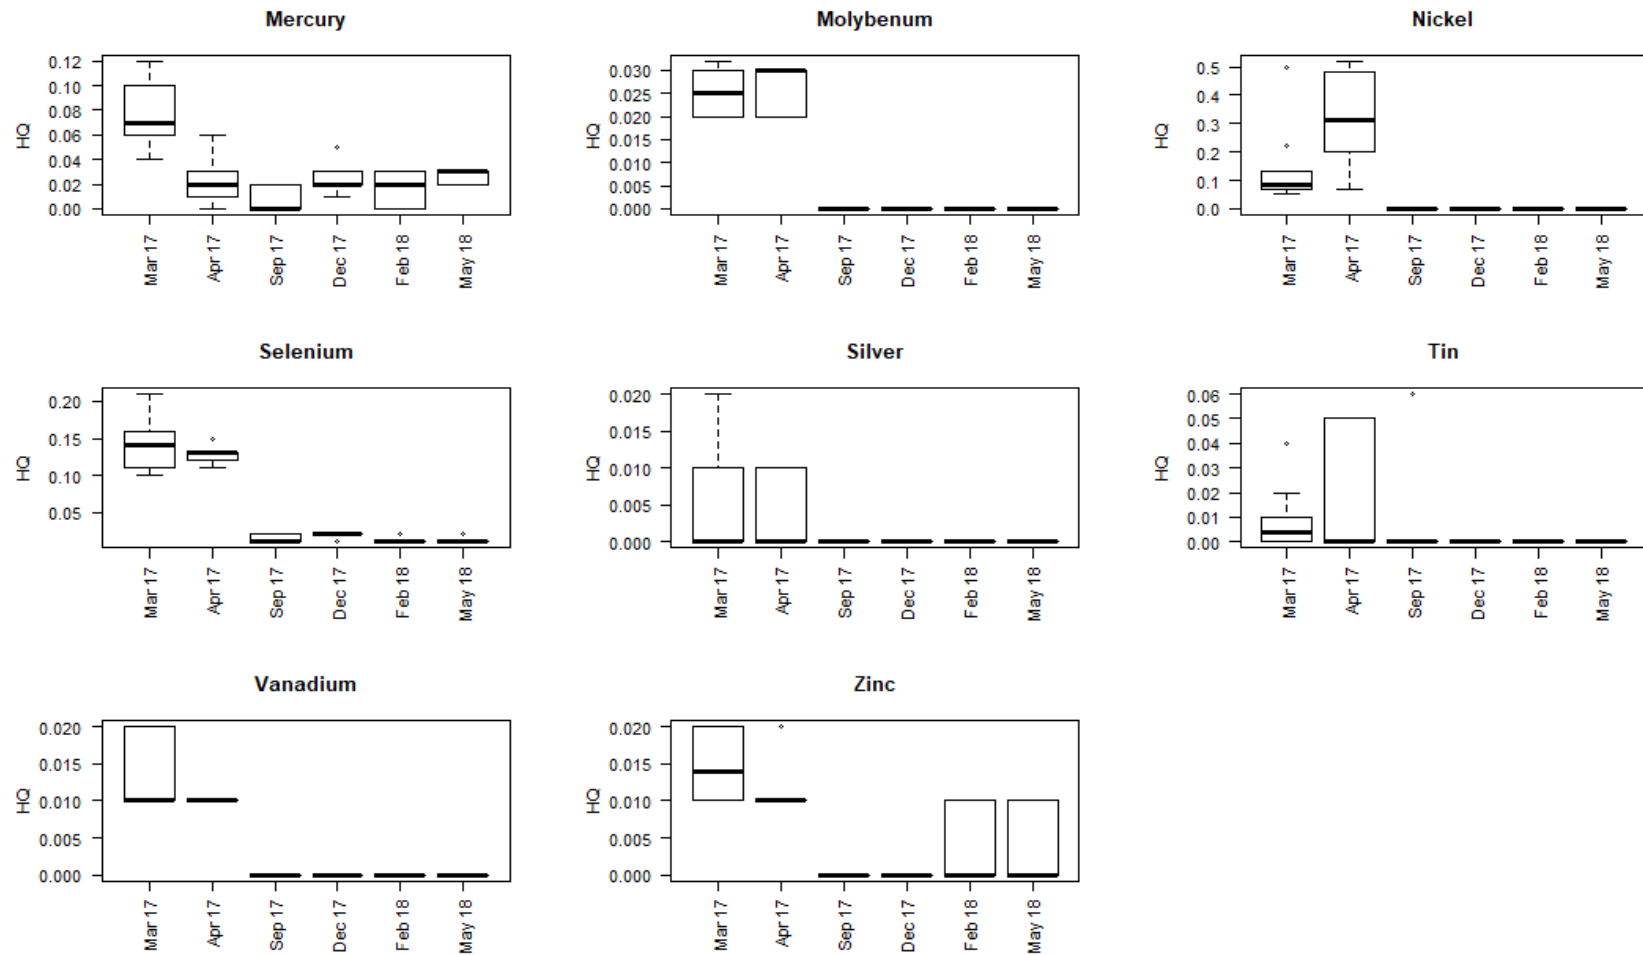 Mercury
HQ
0.12
0.10
0.08
0.06
0.04
0.02
0.00
Mar 17
Apr 17
Sep 17
Dec 17
Feb 18
May 18
Molybenum
HQ
0.030
0.025
0.020
0.015
0.010
0.005
0.000
Mar 17
Apr 17
Sep 17
Dec 17
Feb 18
May 18
Nickel
HQ
0.5
0.4
0.3
0.2
0.1
0.0
Mar 17
Apr 17
Sep 17
Dec 17
Feb 18
May 18
Selenium
HQ
0.20
0.15
0.10
0.05
Mar 17
Apr 17
Sep 17
Dec 17
Feb 18
May 18
Silver
HQ
0.020
0.015
0.010
0.005
0.000
Mar 17
Apr 17
Sep 17
Dec 17
Feb 18
May 18
Tin
HQ
0.06
0.05
0.04
0.03
0.02
0.01
0.00
Mar 17
Apr 17
Sep 17
Dec 17
Feb 18
May 18
Vanadium
HQ
0.020
0.015
0.010
0.005
0.000
Mar 17
Apr 17
Sep 17
Dec 17
Feb 18
May 18
Zinc
HQ
0.020
0.015
0.010
0.005
0.000
Mar 17
Apr 17
Sep 17
Dec 17
Feb 18
May 18